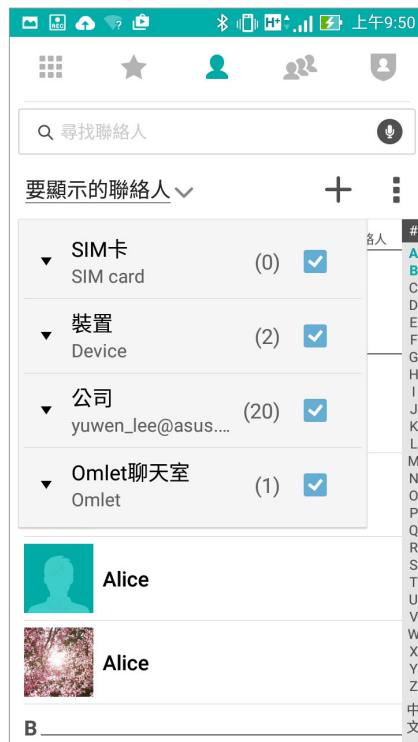 上午9:50
尋找聯絡人
要顯示的聯絡人
絡人
#
SIM卡
(0)
SIM card
裝置
(2)
Device
公司
(20)
yuwen_lee@asus....
Omlet聊天室
(1)
Omlet
Alice
Alice
B
A
B
C
D
E
F
G
H
I
J
K
L
M
N
O
P
Q
R
S
T
U
V
W
X
Y
Z
中
文